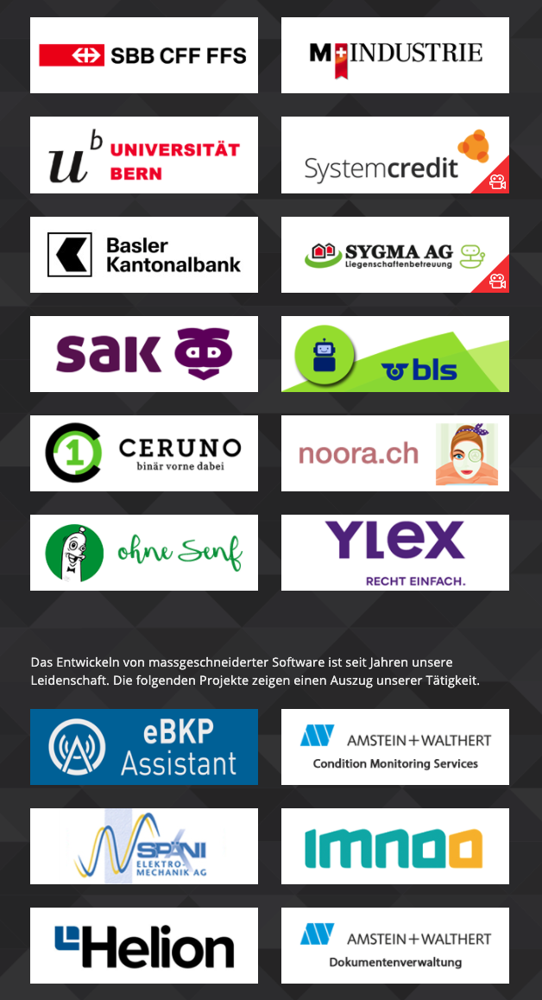 SBB CFF FFS
M INDUSTRIE
u b UNIVERSITÄT
BERN
Systemcredit
Basler
Kantonalbank
SYGMA AG
Liegenschaftenbetreuung
sak
bls
1 CERUNO
binär vorne dabei
noora.ch
ohne Senf
YLEX
RECHT EINFACH.
Das Entwickeln von massgeschneiderter Software ist seit Jahren unsere
Leidenschaft. Die folgenden Projekte zeigen einen Auszug unserer Tätigkeit.
eBKP
Assistant
AMSTEIN + WALTHERT
Condition Monitoring Services
SPÄNI
ELEKTRO-
MECHANIK AG
imnoo
Helion
AMSTEIN + WALTHERT
Dokumentenverwaltung